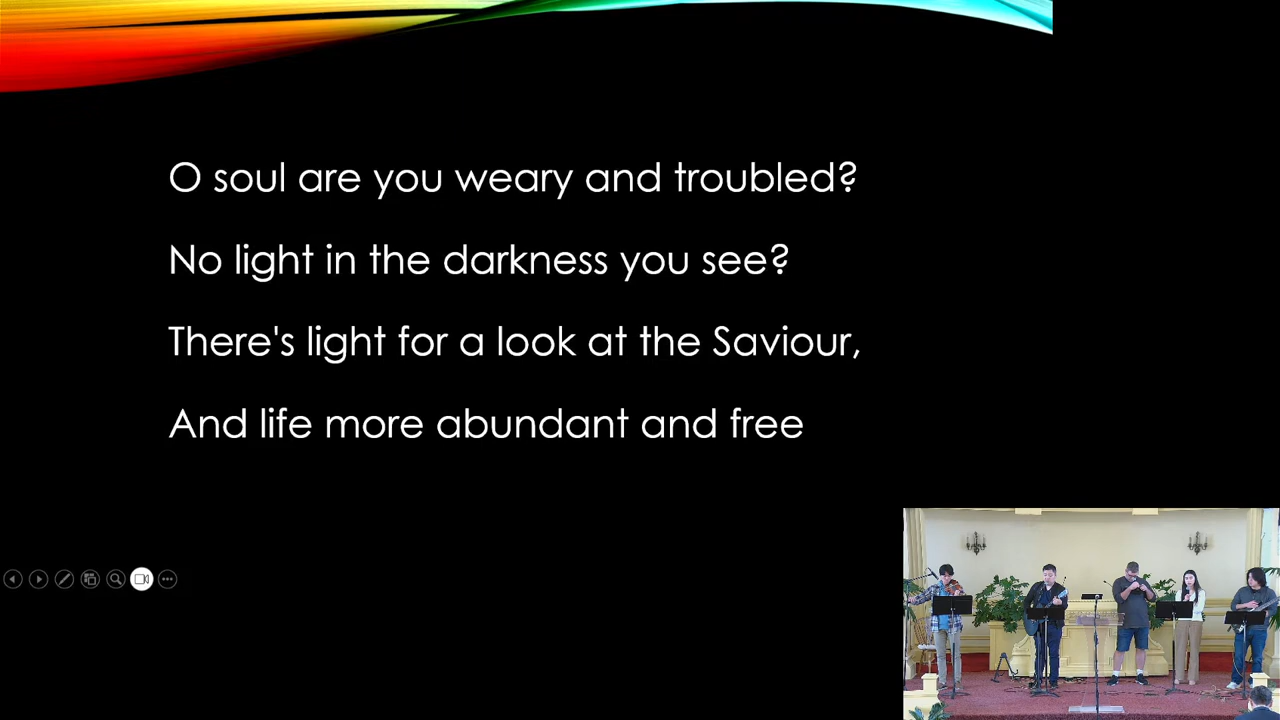 O soul are you weary and troubled?
No light in the darkness you see?
There's light for a look at the Saviour,
And life more abundant and free